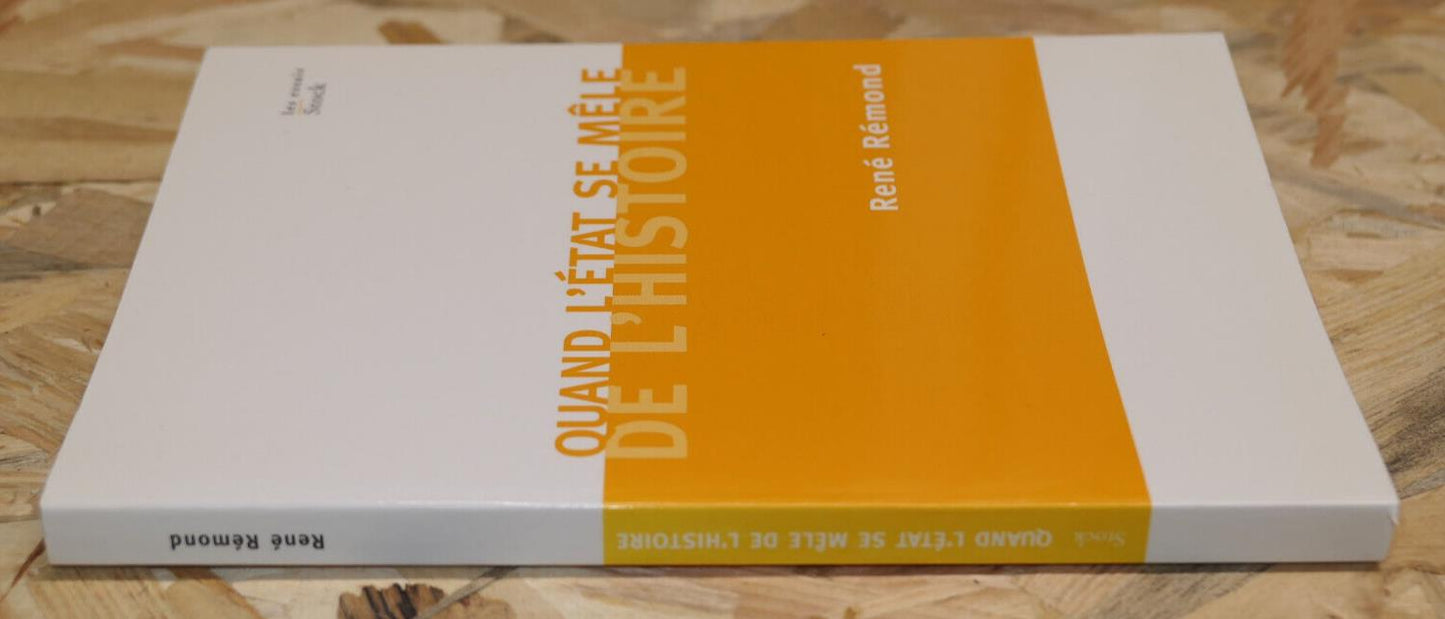 les essais
Stock
QUAND L'ÉTAT SE MÊLE
DE L'HISTOIRE
René Rémond
René Rémond
QUAND L'ÉTAT SE MÊLE DE L'HISTOIRE
Stock